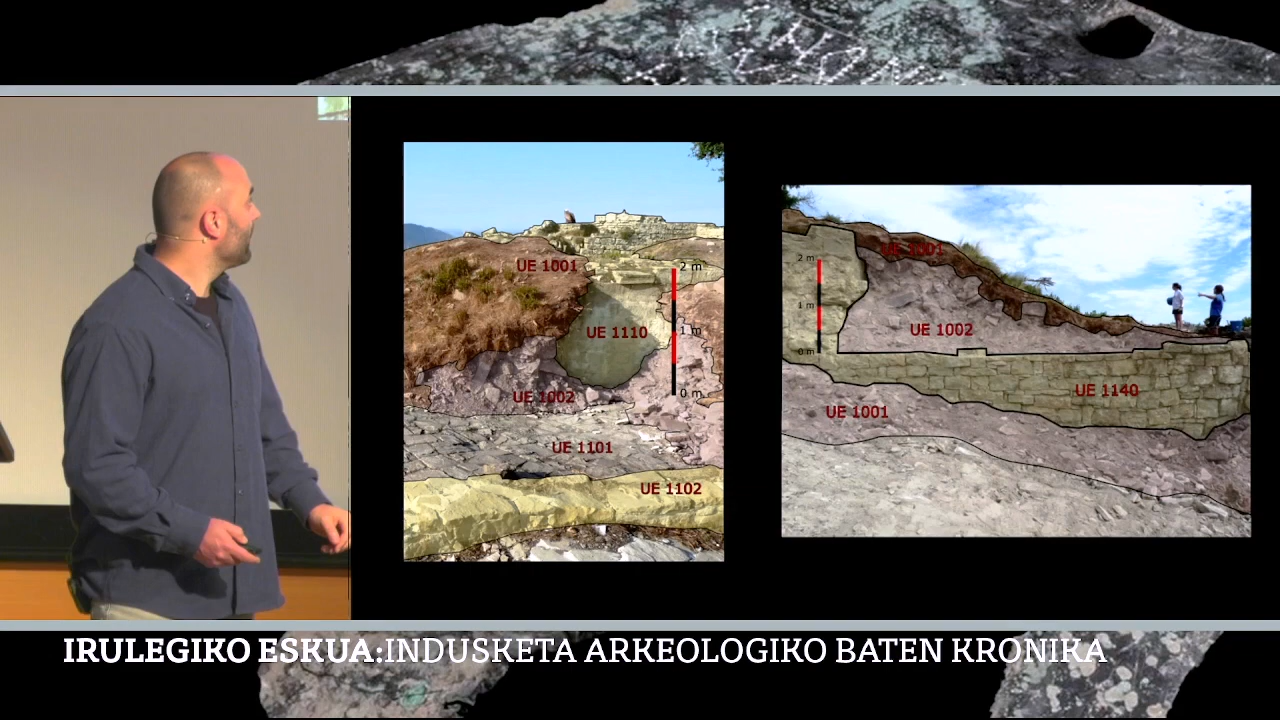 UE 1001
2 m
UE 1110
1 m
UE 1002
0 m
UE 1101
UE 1102
UE 1001
2 m
1 m
UE 1002
0 m
UE 1140
UE 1001
IRULEGIKO ESKUA:INDUSKETA ARKEOLOGIKO BATEN KRONIKA